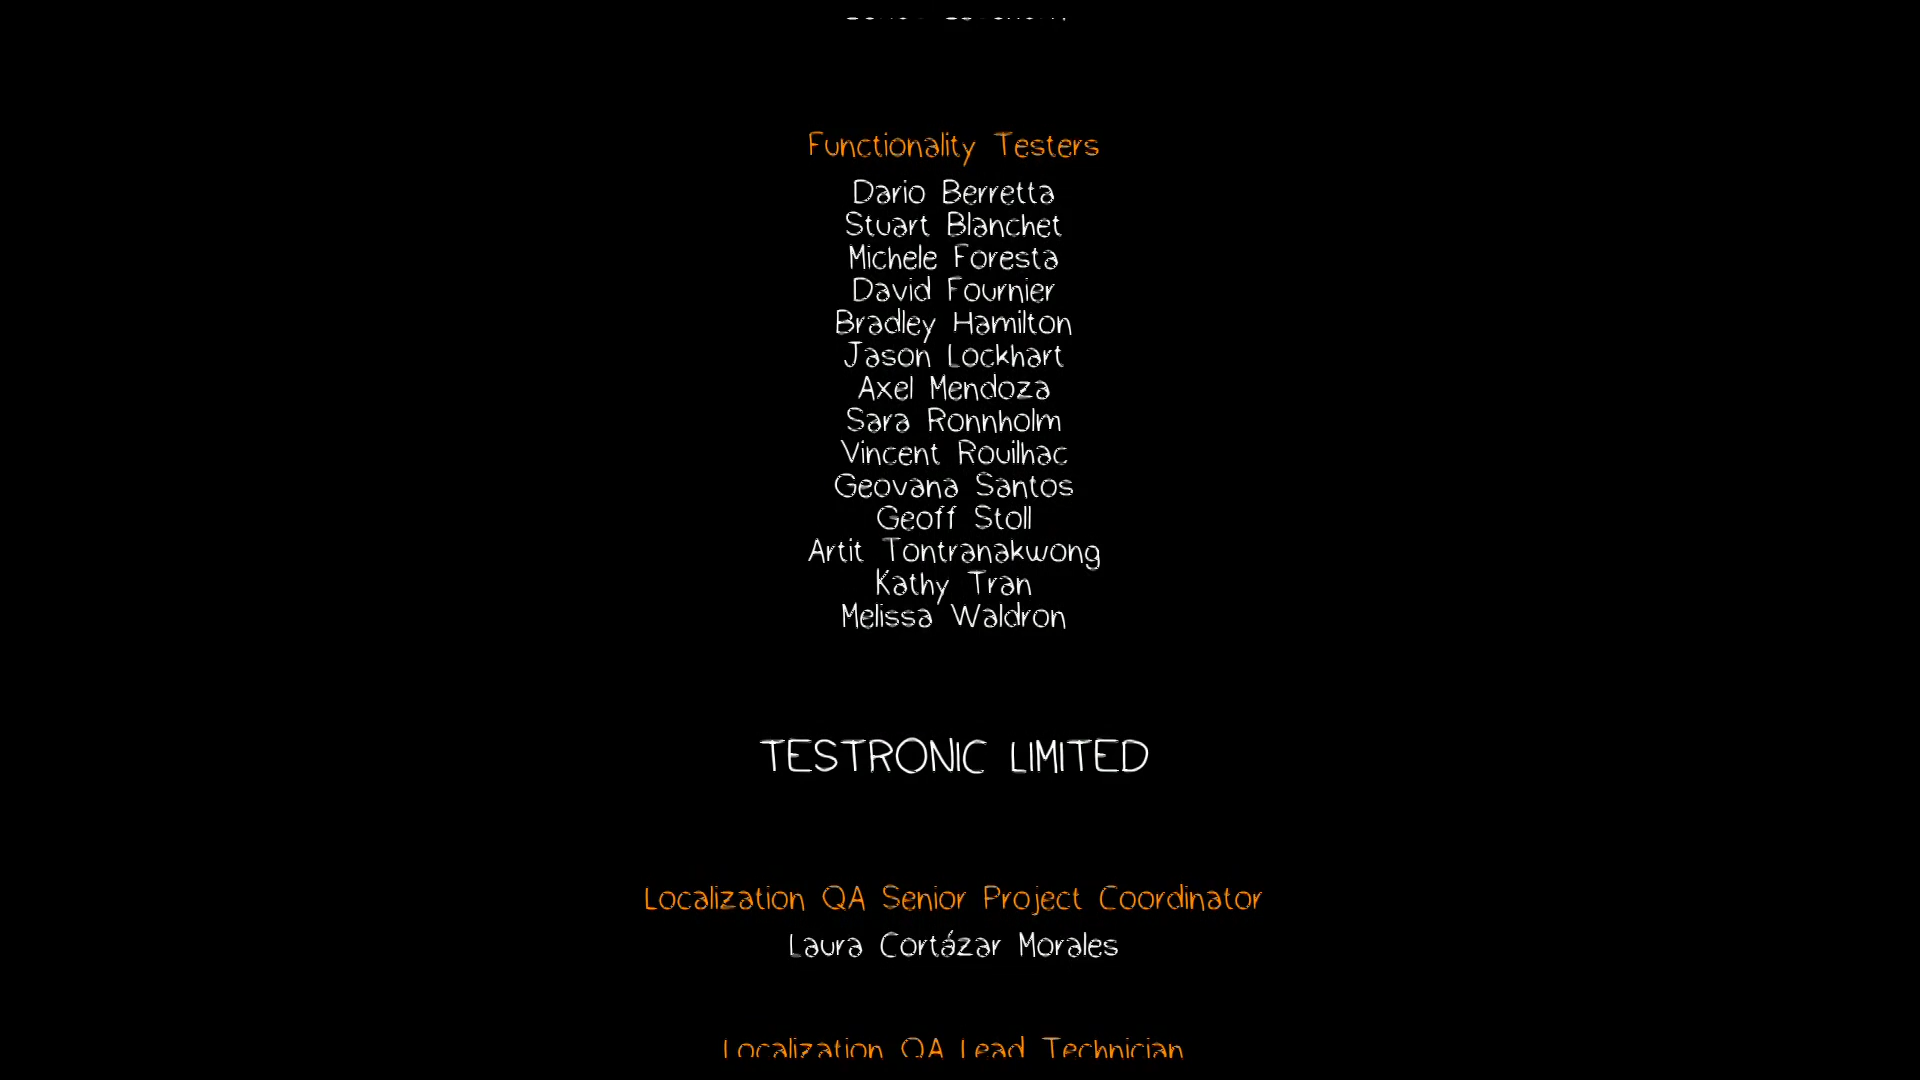 Functionality Testers
Dario Berretta
Stuart Blanchet
Michele Foresta
David Fournier
Bradley Hamilton
Jason Lockhart
Axel Mendoza
Sara Ronnholm
Vincent Rouilhac
Geovana Santos
Geoff Stoll
Artit Tontranakwong
Kathy Tran
Melissa Waldron
TESTRONIC LIMITED
Localization QA Senior Project Coordinator
Laura Cortázar Morales
Localization QA Lead Technician